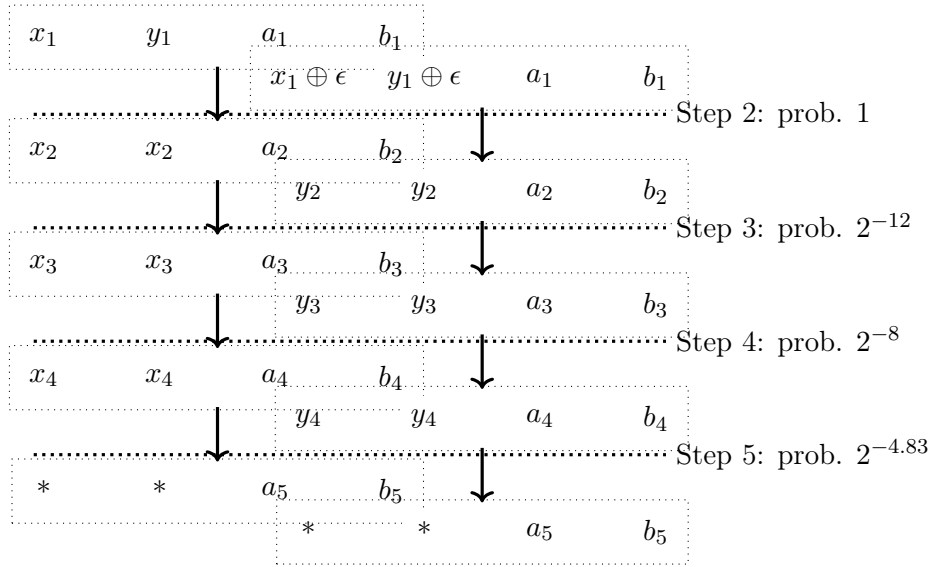 x₁ y₁ a₁ b₁
x₁ ⊕ ϵ y₁ ⊕ ϵ a₁ b₁
Step 2: prob. 1
x₂ x₂ a₂ b₂
y₂ y₂ a₂ b₂
Step 3: prob. 2⁻¹²
x₃ x₃ a₃ b₃
y₃ y₃ a₃ b₃
Step 4: prob. 2⁻⁸
x₄ x₄ a₄ b₄
y₄ y₄ a₄ b₄
Step 5: prob. 2^{−4.83}
* * a₅ b₅
* * a₅ b₅